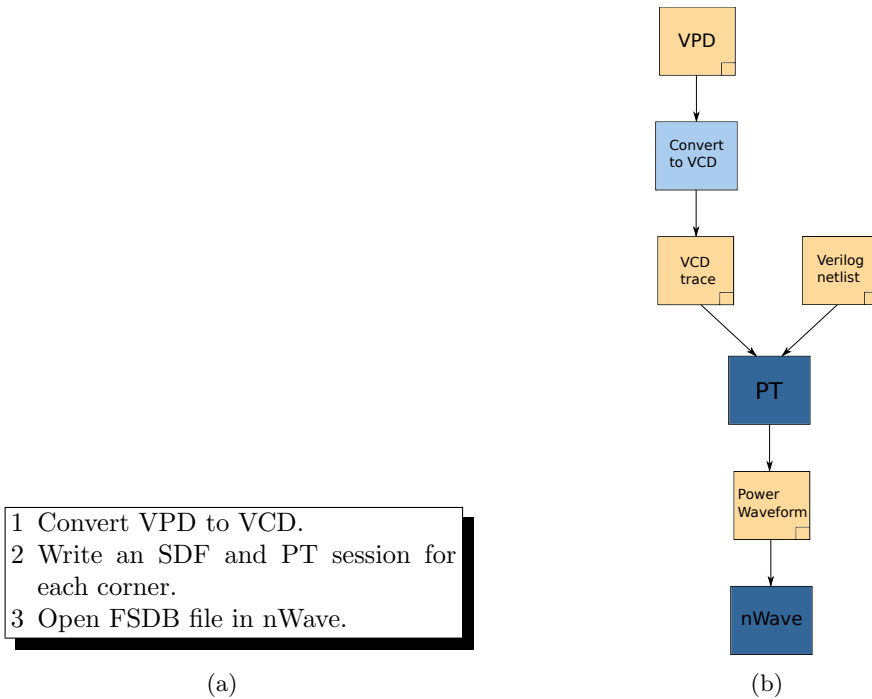 VPD
Convert
to VCD
VCD
trace
Verilog
netlist
PT
Power
Waveform
nWave
1 Convert VPD to VCD.
2 Write an SDF and PT session for
each corner.
3 Open FSDB file in nWave.
(a)
(b)